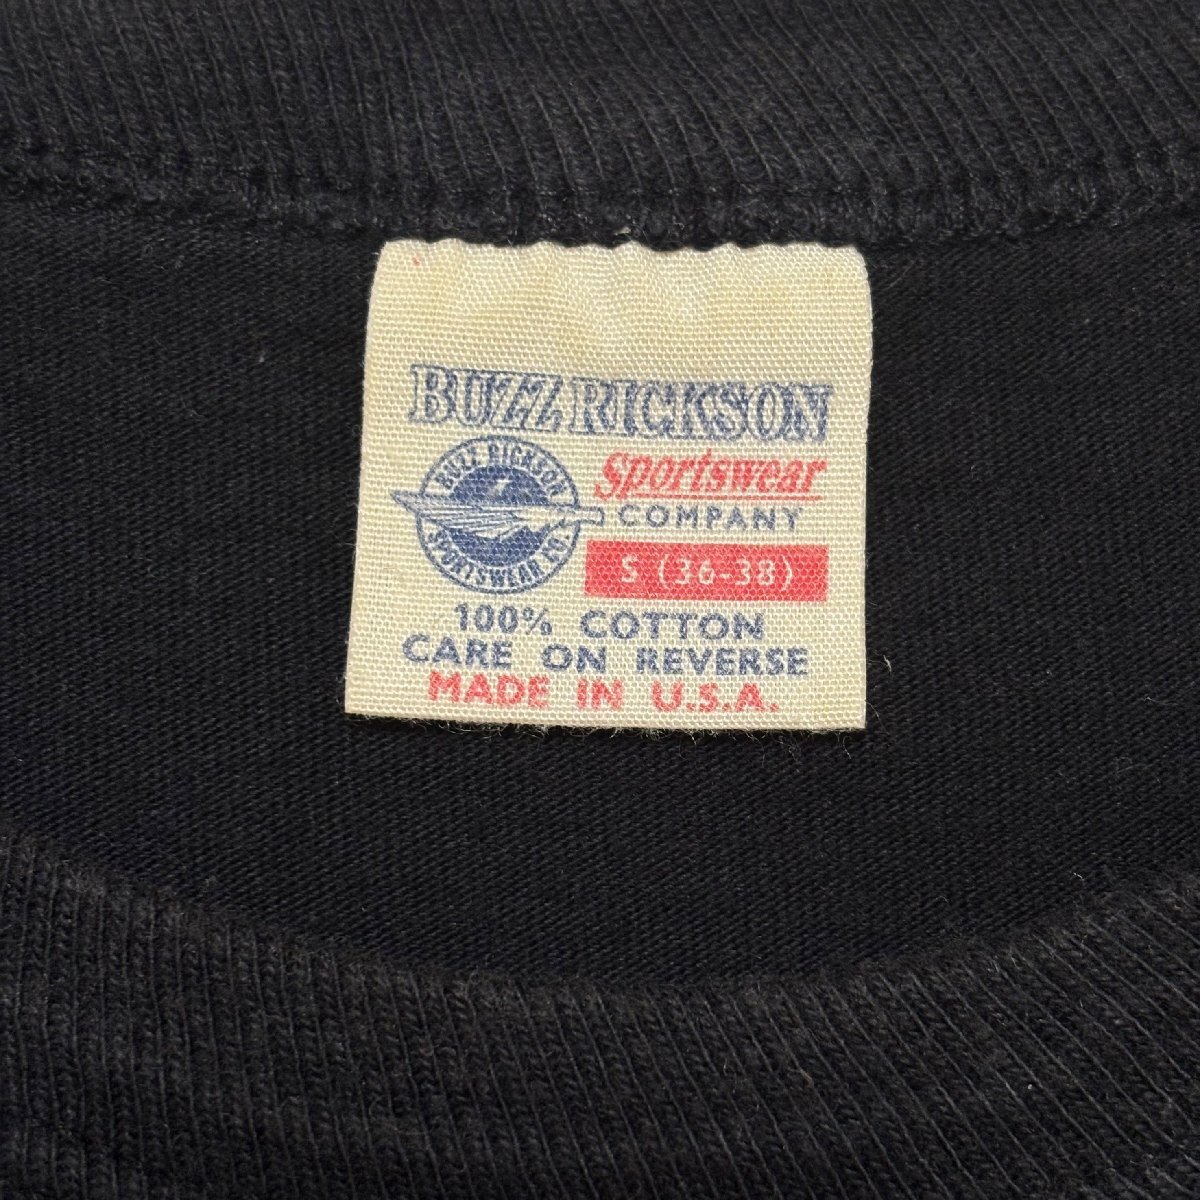 BUZZ RICKSON
BUZZ RICKSON
SPORTSWEAR CO.
Sportswear
COMPANY
S (36-38)
100% COTTON
CARE ON REVERSE
MADE IN U.S.A.